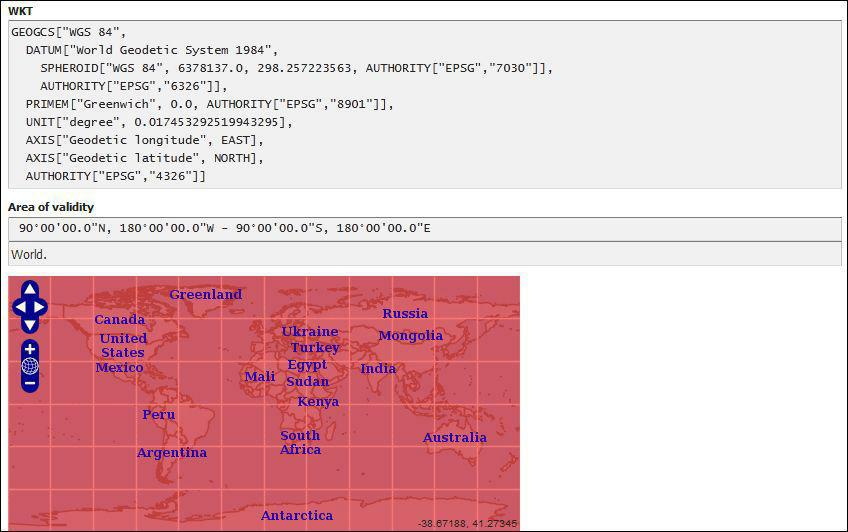 WKT
GEOGCS["WGS 84",
DATUM["World Geodetic System 1984",
SPHEROID["WGS 84", 6378137.0, 298.257223563, AUTHORITY["EPSG","7030"]],
AUTHORITY["EPSG","6326"]],
PRIMEM["Greenwich", 0.0, AUTHORITY["EPSG","8901"]],
UNIT["degree", 0.017453292519943295],
AXIS["Geodetic longitude", EAST],
AXIS["Geodetic latitude", NORTH],
AUTHORITY["EPSG","4326"]]
Area of validity
90°00'00.0"N, 180°00'00.0"W - 90°00'00.0"S, 180°00'00.0"E
World.
Greenland
Canada
Russia
United
States
Ukraine
Mongolia
Turkey
Mexico
Egypt
India
Mali
Sudan
Kenya
Peru
South
Africa
Australia
Argentina
Antarctica
-38.67188, 41.27345
+
−